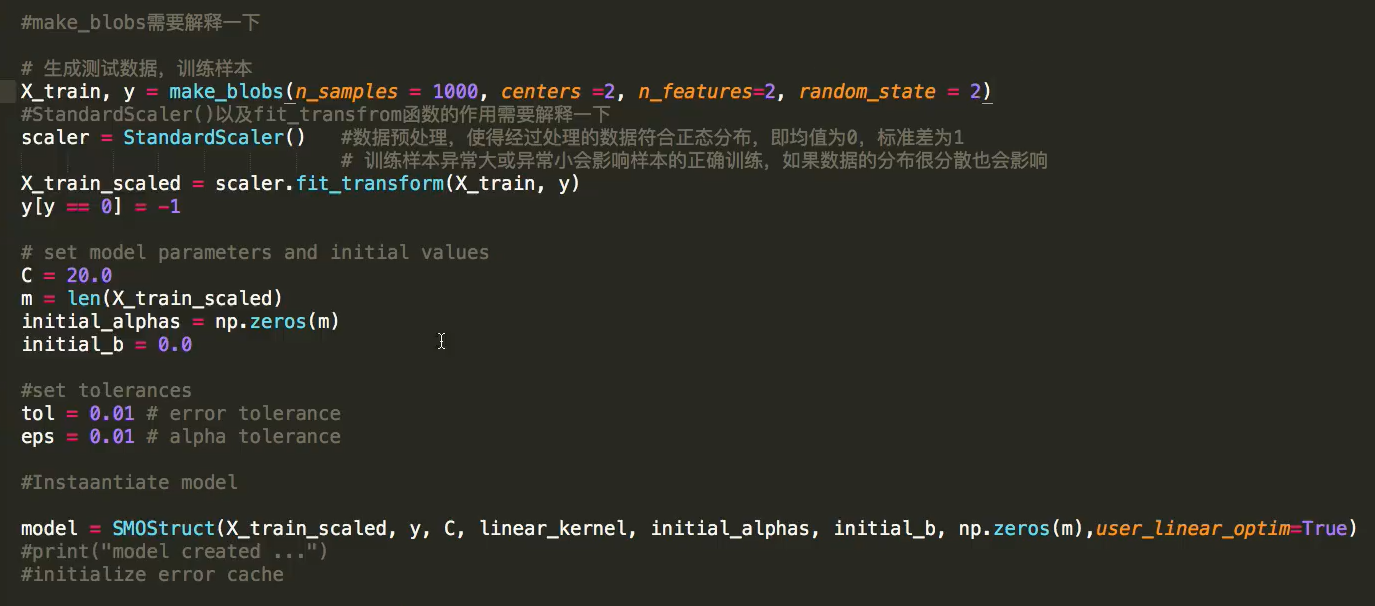 #make_blobs需要解释一下
# 生成测试数据，训练样本
X_train, y = make_blobs(n_samples = 1000, centers =2, n_features=2, random_state = 2)
#StandardScaler()以及fit_transfrom函数的作用需要解释一下
scaler = StandardScaler()   #数据预处理，使得经过处理的数据符合正态分布，即均值为0，标准差为1
# 训练样本异常大或异常小会影响样本的正确训练，如果数据的分布很分散也会影响
X_train_scaled = scaler.fit_transform(X_train, y)
y[y == 0] = -1
# set model parameters and initial values
C = 20.0
m = len(X_train_scaled)
initial_alphas = np.zeros(m)
initial_b = 0.0
#set tolerances
tol = 0.01 # error tolerance
eps = 0.01 # alpha tolerance
#Instaantiate model
model = SMOStruct(X_train_scaled, y, C, linear_kernel, initial_alphas, initial_b, np.zeros(m),user_linear_optim=True)
#print("model created ...")
#initialize error cache